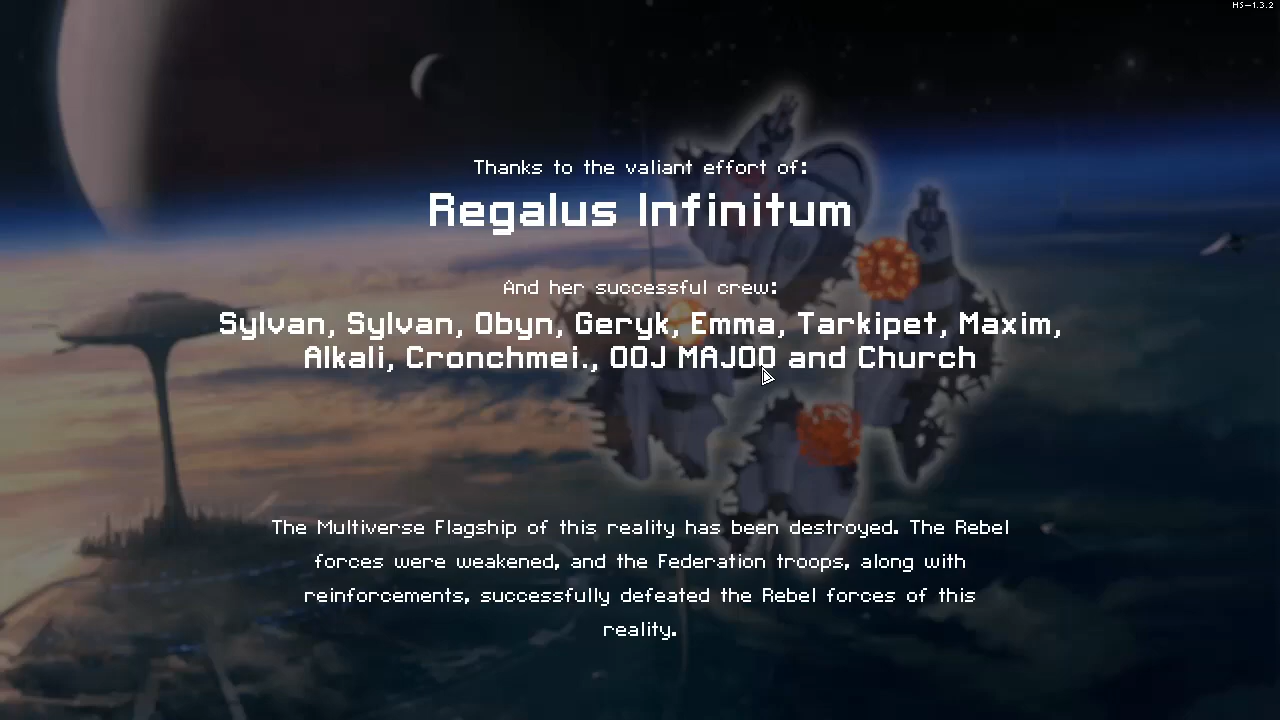 HS-1.3.2
Thanks to the valiant effort of:
Regalus Infinitum
And her successful crew:
Sylvan, Sylvan, Obyn, Geryk, Emma, Tarkipet, Maxim,
Alkali, Cronchmei., OOJ MAJOO and Church
The Multiverse Flagship of this reality has been destroyed. The Rebel
forces were weakened, and the Federation troops, along with
reinforcements, successfully defeated the Rebel forces of this
reality.